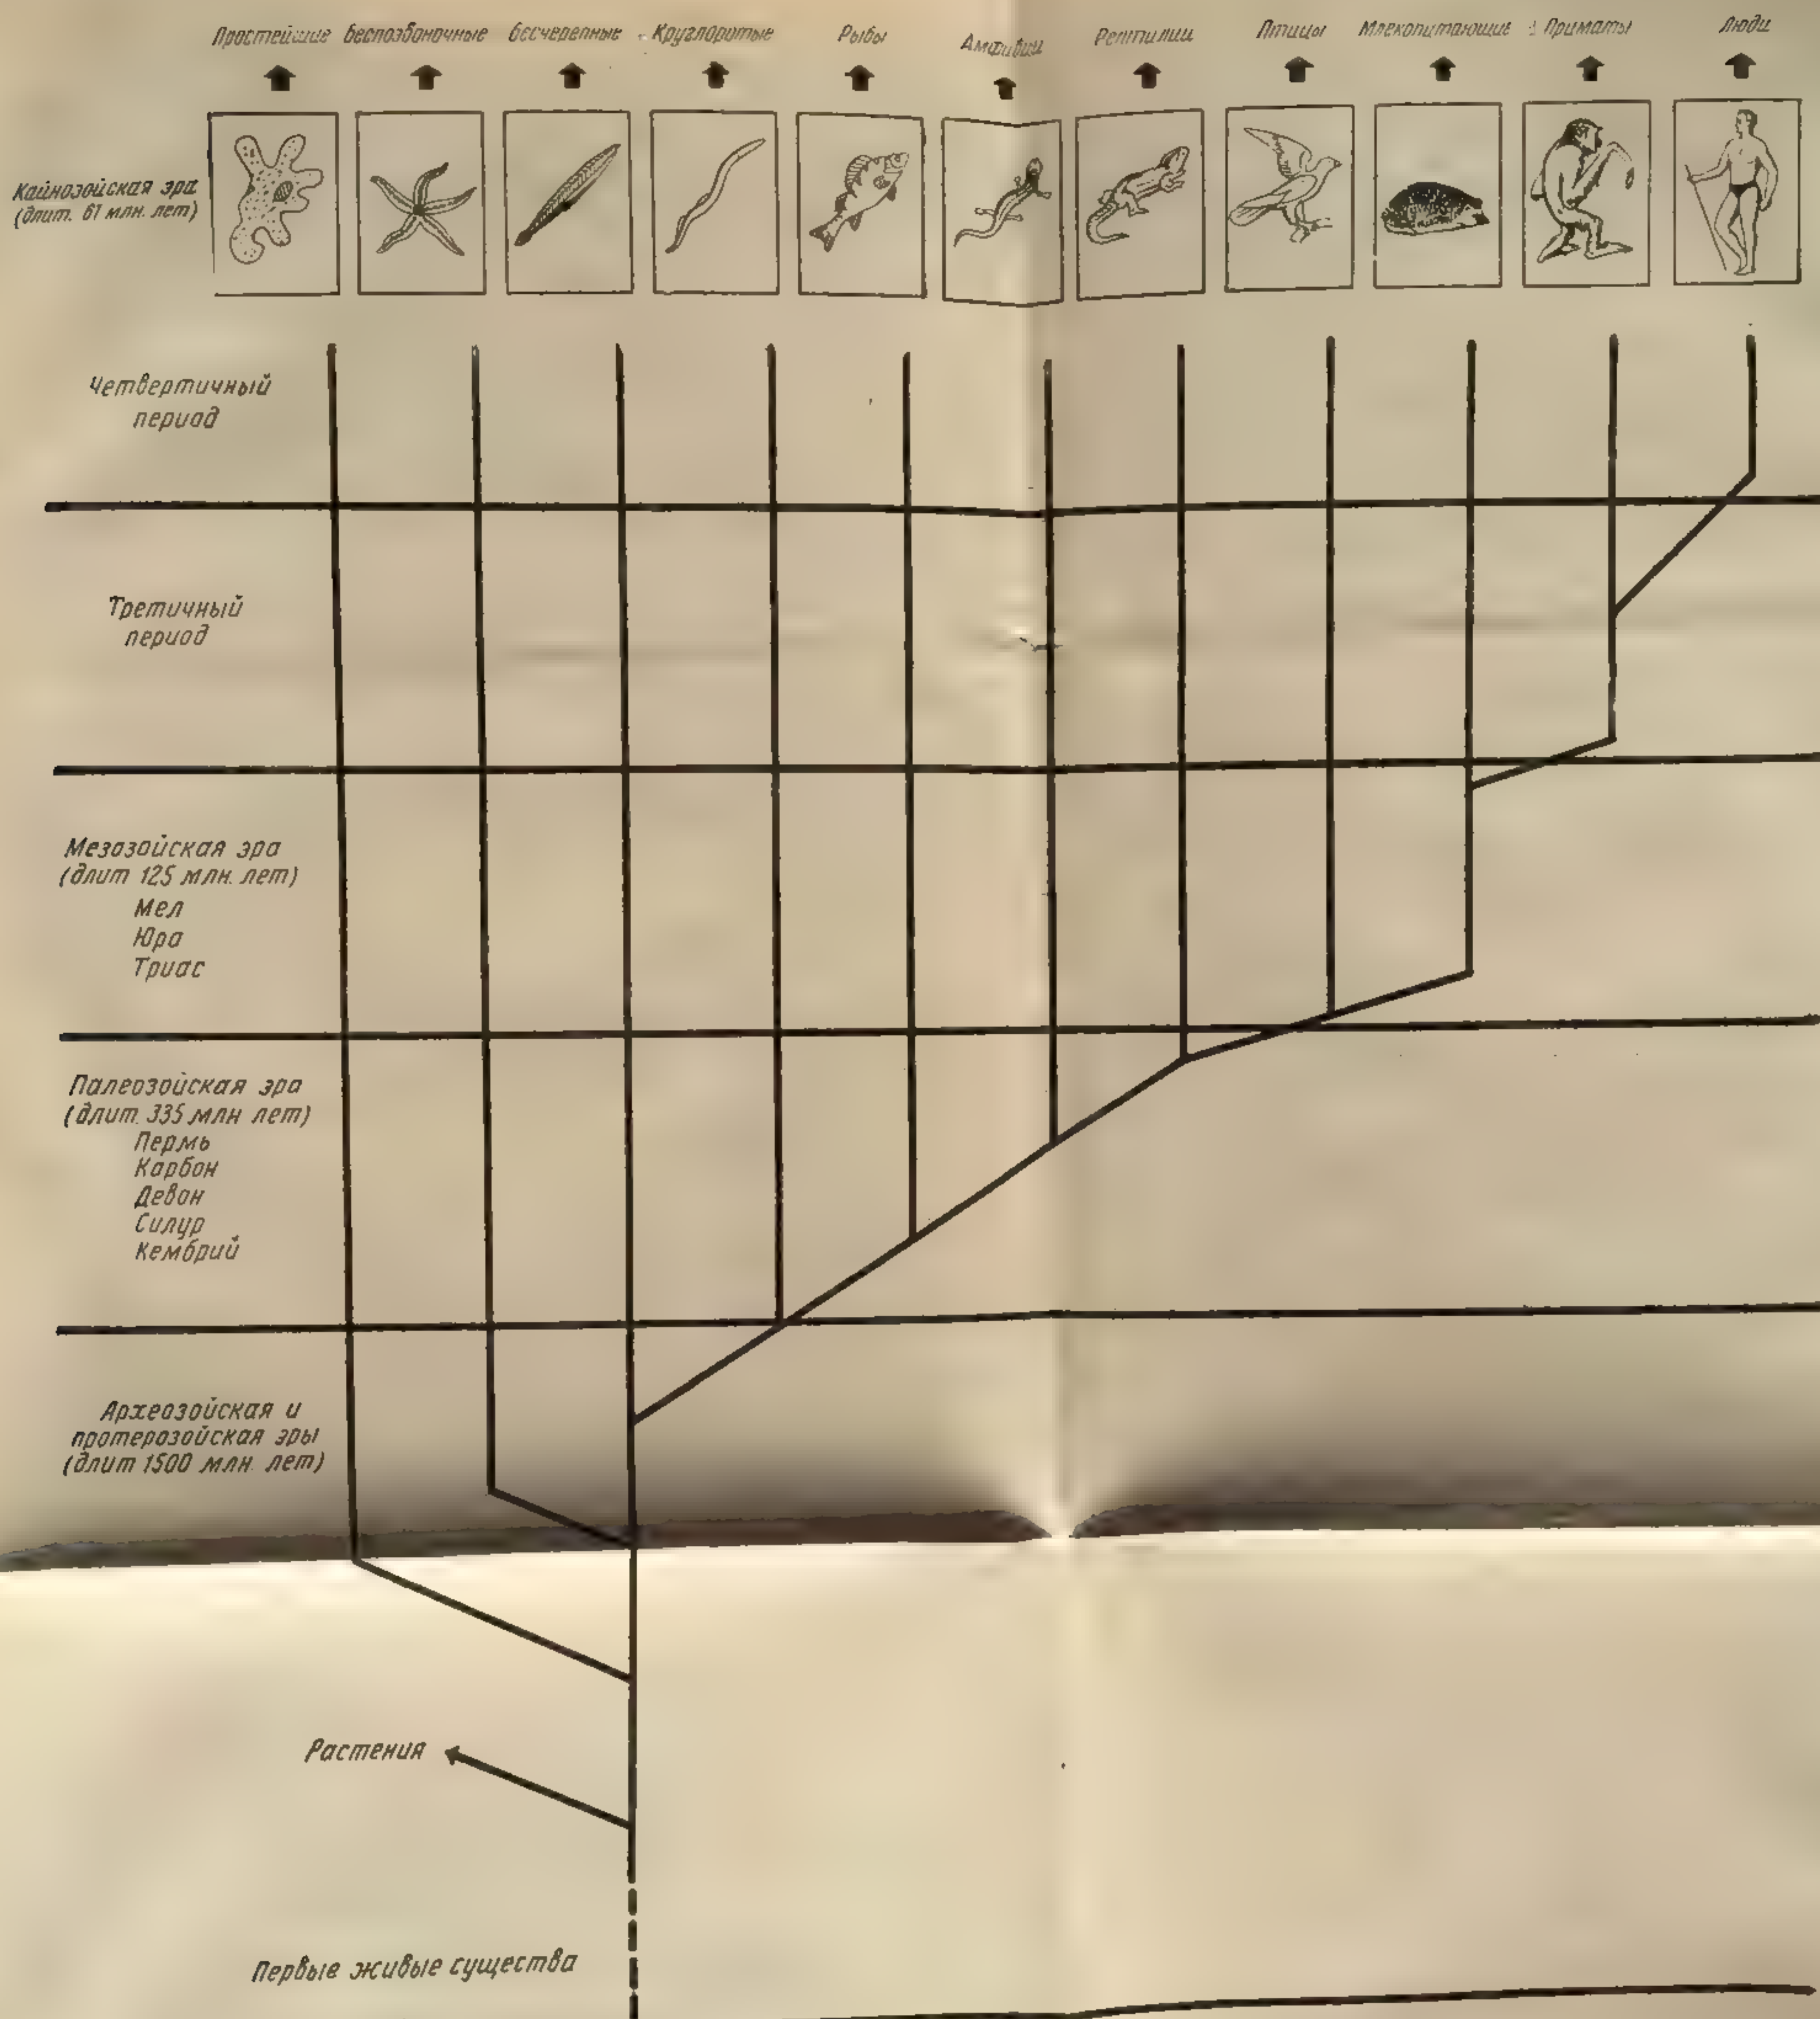 Простейшие Беспозвоночные Бесчерепные Круглоротые Рыбы Амфибии Рептилии Птицы Млекопитающие Приматы Люди
Кайнозойская эра
(длит. 61 млн. лет)
Четвертичный
период
Третичный
период
Мезозойская эра
(длит 125 млн. лет)
Мел
Юра
Триас
Палеозойская эра
(длит. 335 млн лет)
Пермь
Карбон
Девон
Силур
Кембрий
Археозойская и
протерозойская эры
(длит 1500 млн. лет)
Растения
Первые живые существа